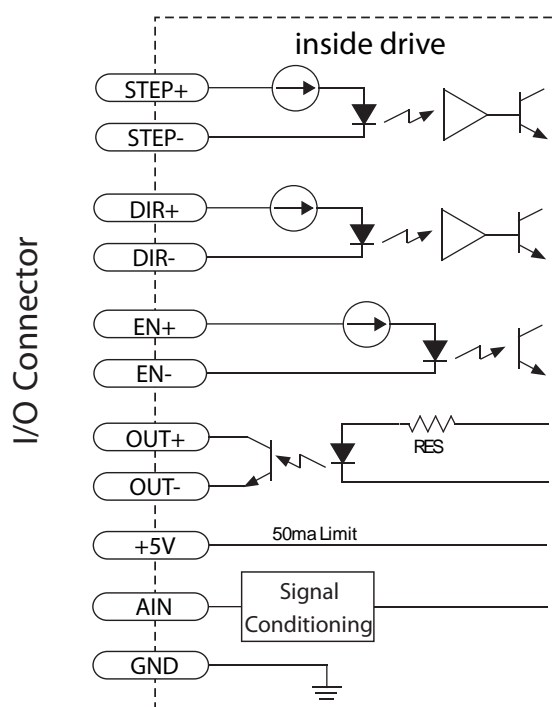 inside drive
I/O Connector
STEP+
STEP-
DIR+
DIR-
EN+
EN-
OUT+
RES
OUT-
+5V
50ma Limit
AIN
Signal
Conditioning
GND